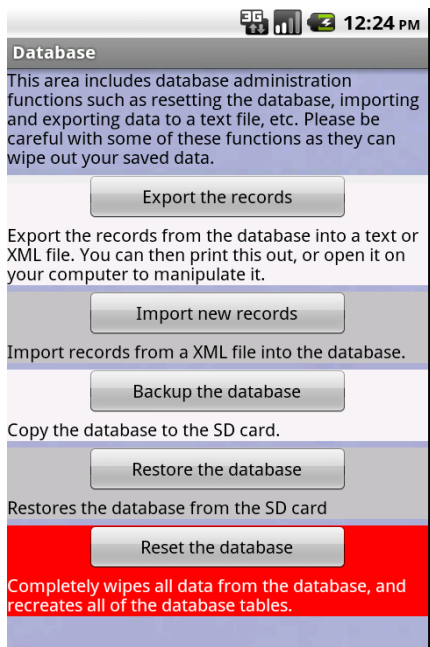 3G 12:24 PM
Database
This area includes database administration
functions such as resetting the database, importing
and exporting data to a text file, etc. Please be
careful with some of these functions as they can
wipe out your saved data.
Export the records
Export the records from the database into a text or
XML file. You can then print this out, or open it on
your computer to manipulate it.
Import new records
Import records from a XML file into the database.
Backup the database
Copy the database to the SD card.
Restore the database
Restores the database from the SD card
Reset the database
Completely wipes all data from the database, and
recreates all of the database tables.